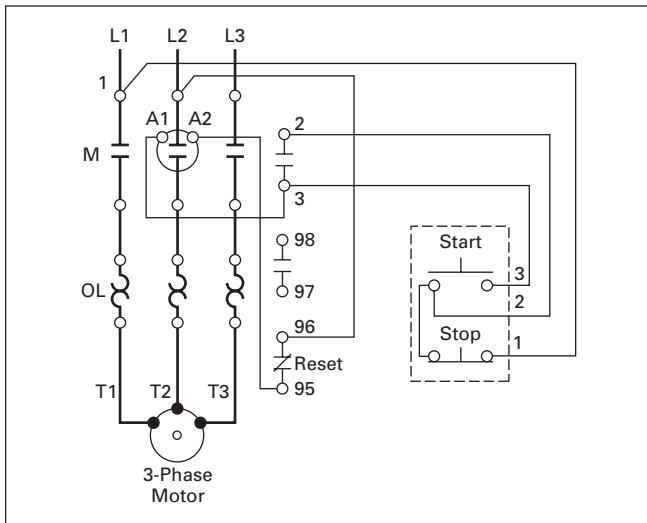 L1 L2 L3
1
A1 A2
2
M
3
98
Start
97
OL
3
2
96
Stop
1
Reset
95
T1 T2 T3
3-Phase
Motor